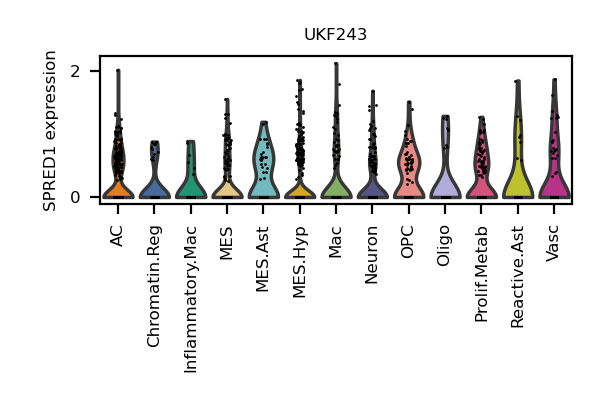 UKF243
SPRED1 expression
2
0
AC
Chromatin.Reg
Inflammatory.Mac
MES
MES.Ast
MES.Hyp
Mac
Neuron
OPC
Oligo
Prolif.Metab
Reactive.Ast
Vasc